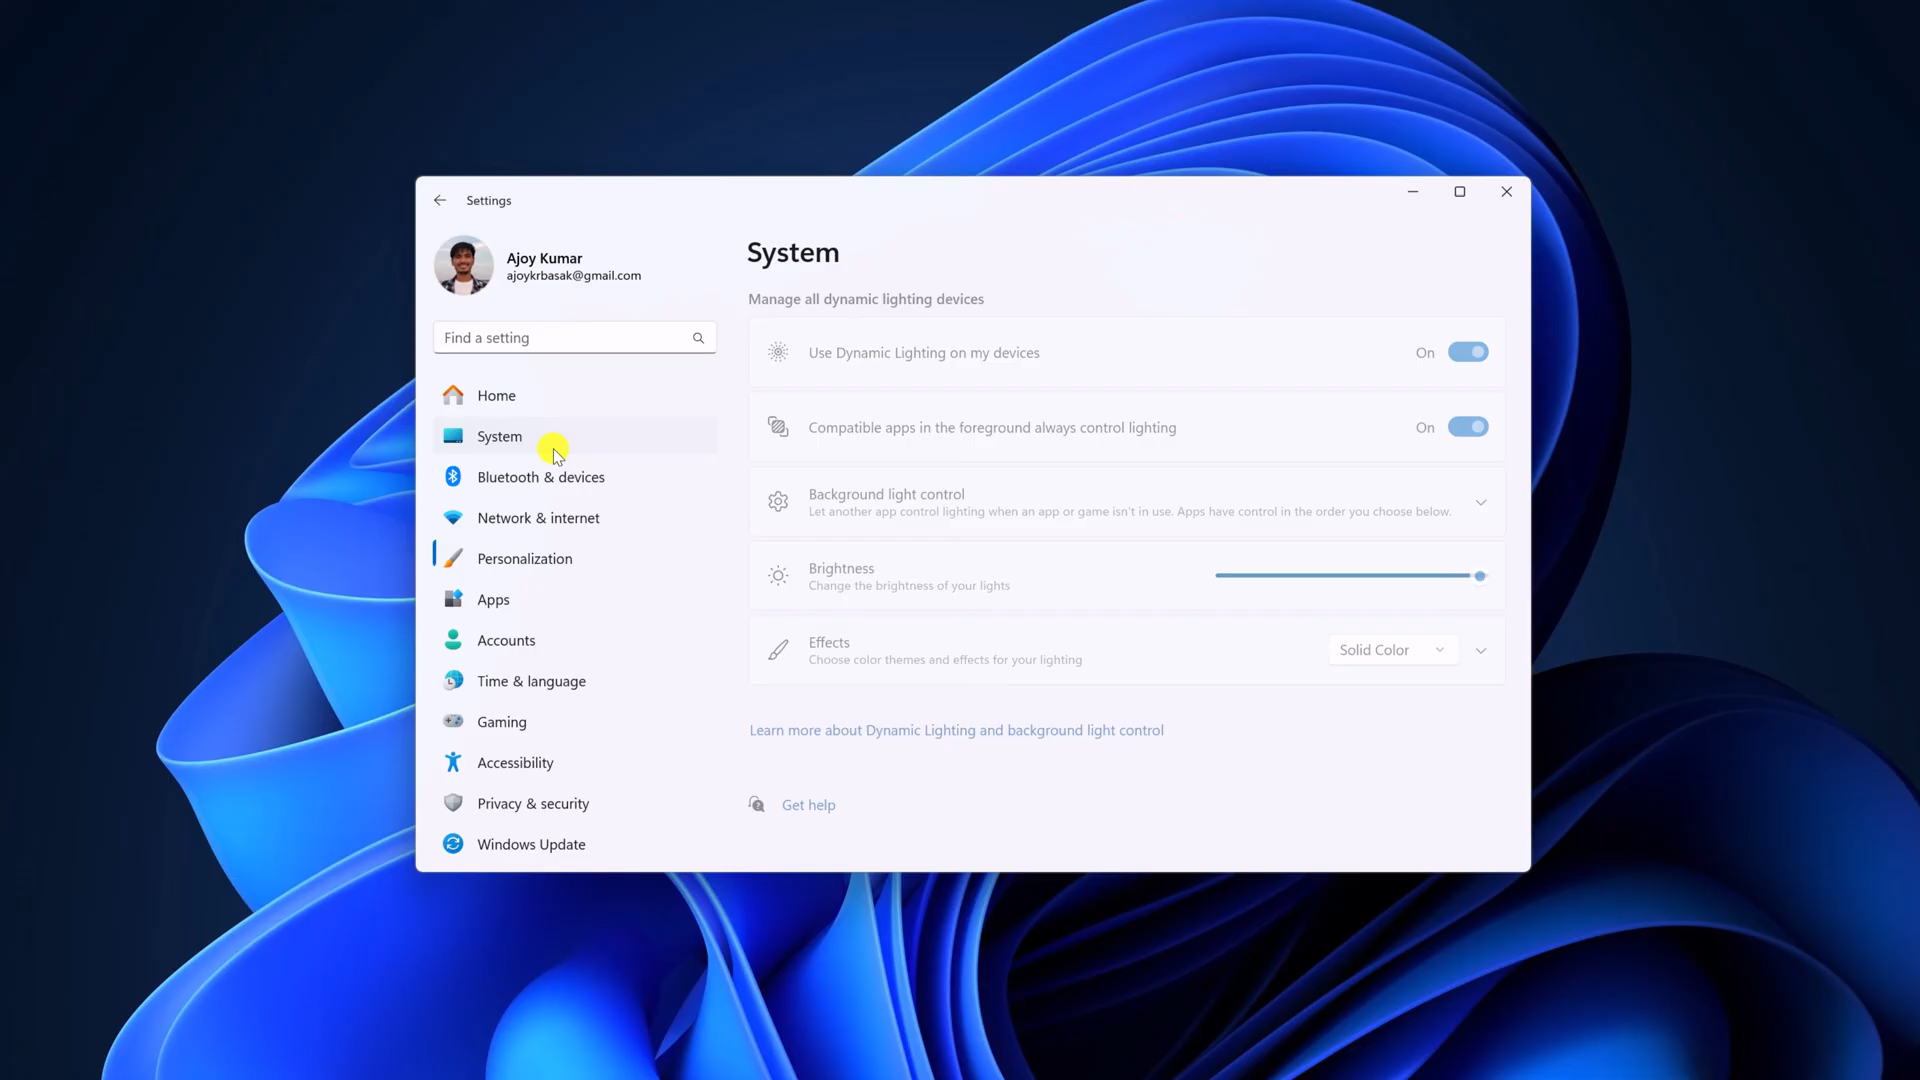 Settings
Ajoy Kumar
ajoykrbasak@gmail.com
Find a setting
Home
System
Bluetooth & devices
Network & internet
Personalization
Apps
Accounts
Time & language
Gaming
Accessibility
Privacy & security
Windows Update
System
Manage all dynamic lighting devices
Use Dynamic Lighting on my devices
On
Compatible apps in the foreground always control lighting
On
Background light control
Let another app control lighting when an app or game isn't in use. Apps have control in the order you choose below.
Brightness
Change the brightness of your lights
Effects
Choose color themes and effects for your lighting
Solid Color
Learn more about Dynamic Lighting and background light control
Get help